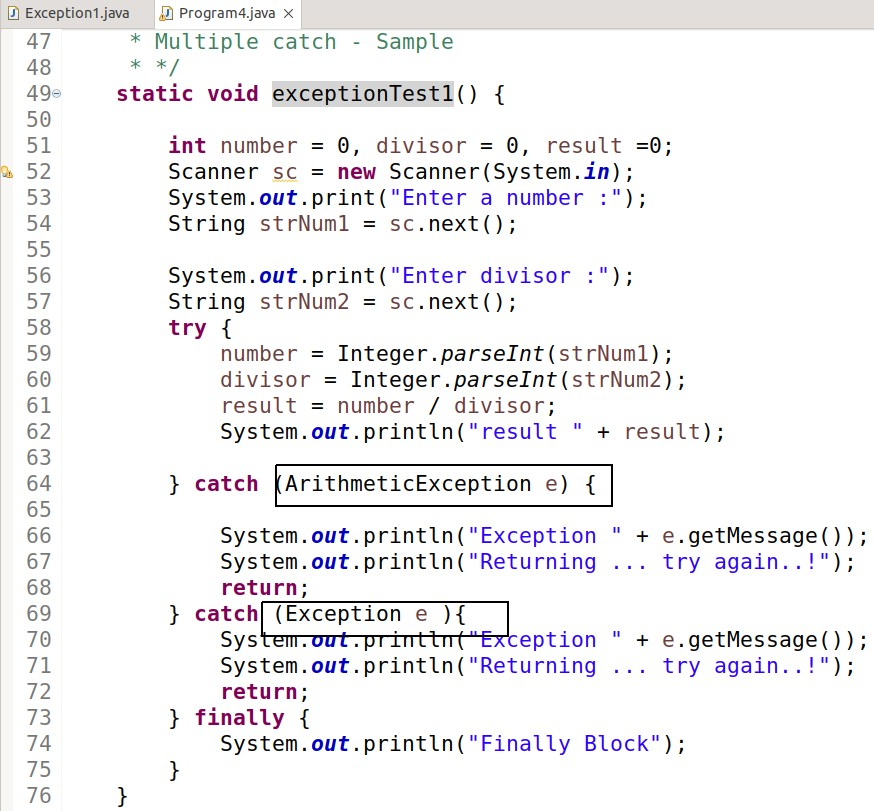 Exception1.java Program4.java
47 * Multiple catch - Sample
48 * */
49 static void exceptionTest1() {
50
51 int number = 0, divisor = 0, result =0;
52 Scanner sc = new Scanner(System.in);
53 System.out.print("Enter a number :");
54 String strNum1 = sc.next();
55
56 System.out.print("Enter divisor :");
57 String strNum2 = sc.next();
58 try {
59 number = Integer.parseInt(strNum1);
60 divisor = Integer.parseInt(strNum2);
61 result = number / divisor;
62 System.out.println("result " + result);
63
64 } catch (ArithmeticException e) {
65
66 System.out.println("Exception " + e.getMessage());
67 System.out.println("Returning ... try again..!");
68 return;
69 } catch (Exception e ){
70 System.out.println("Exception " + e.getMessage());
71 System.out.println("Returning ... try again..!");
72 return;
73 } finally {
74 System.out.println("Finally Block");
75 }
76 }